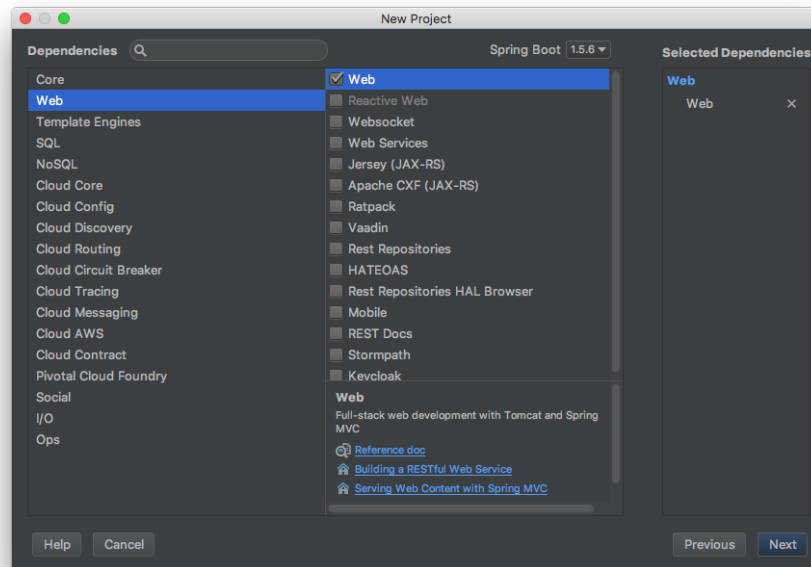 New Project
Dependencies
Spring Boot 1.5.6
Selected Dependencies
Core
Web
Template Engines
SQL
NoSQL
Cloud Core
Cloud Config
Cloud Discovery
Cloud Routing
Cloud Circuit Breaker
Cloud Tracing
Cloud Messaging
Cloud AWS
Cloud Contract
Pivotal Cloud Foundry
Social
I/O
Ops
Web
Reactive Web
Websocket
Web Services
Jersey (JAX-RS)
Apache CXF (JAX-RS)
Ratpack
Vaadin
Rest Repositories
HATEOAS
Rest Repositories HAL Browser
Mobile
REST Docs
Stormpath
Keycloak
Web
Full-stack web development with Tomcat and Spring
MVC
Reference doc
Building a RESTful Web Service
Serving Web Content with Spring MVC
Web
Web
Help
Cancel
Previous
Next